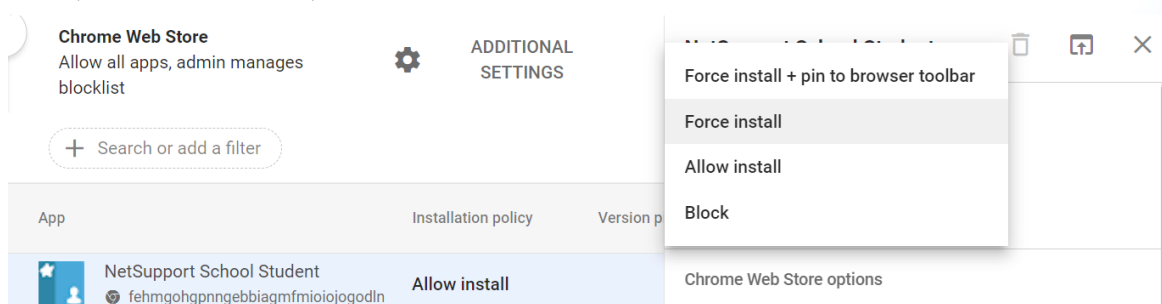 Chrome Web Store
Allow all apps, admin manages
blocklist
ADDITIONAL
SETTINGS
Search or add a filter
Force install + pin to browser toolbar
Force install
Allow install
Block
App
Installation policy
Version p
NetSupport School Student
fehmgohgpnngebbiagmfmioiojogodln
Allow install
Chrome Web Store options